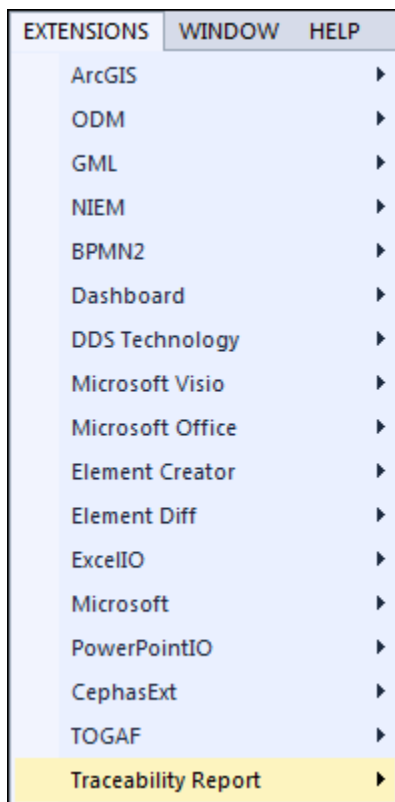 EXTENSIONS WINDOW HELP
ArcGIS
ODM
GML
NIEM
BPMN2
Dashboard
DDS Technology
Microsoft Visio
Microsoft Office
Element Creator
Element Diff
ExcelIO
Microsoft
PowerPointIO
CephasExt
TOGAF
Traceability Report